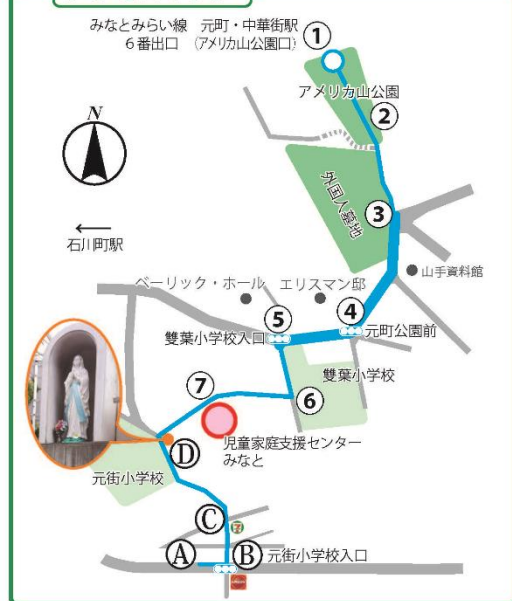 みなとみらい線 元町・中華街駅
6番出口 (アメリカ山公園口)
①
アメリカ山公園
②
N
外国人墓地
③
←
石川町駅
山手資料館
ベーリック・ホール
エリスマン邸
④
⑤
元町公園前
雙葉小学校入口
雙葉小学校
⑦
⑥
児童家庭支援センター
みなと
Ⓓ
元街小学校
Ⓒ
7
Ⓐ
Ⓑ
元街小学校入口